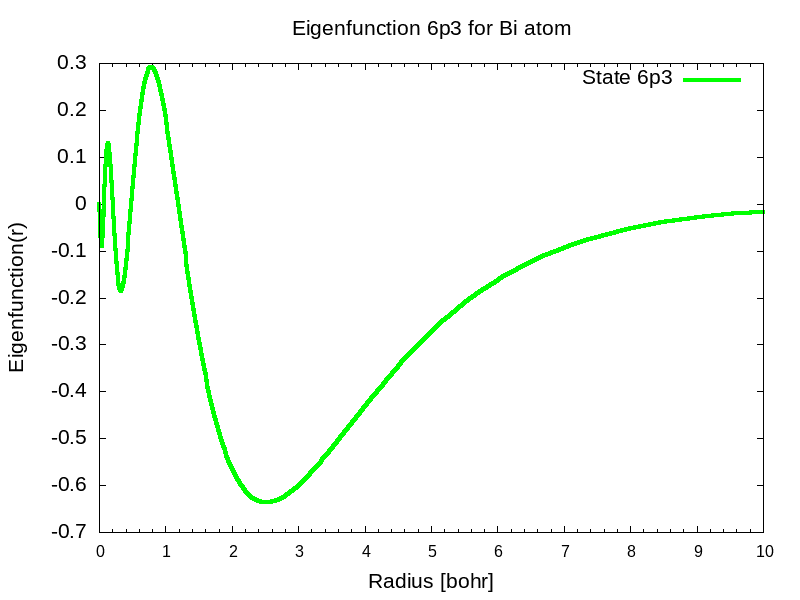 Eigenfunction 6p3 for Bi atom
State 6p3
0.3
0.2
0.1
0
-0.1
-0.2
-0.3
-0.4
-0.5
-0.6
-0.7
Eigenfunction(r)
0 1 2 3 4 5 6 7 8 9 10
Radius [bohr]